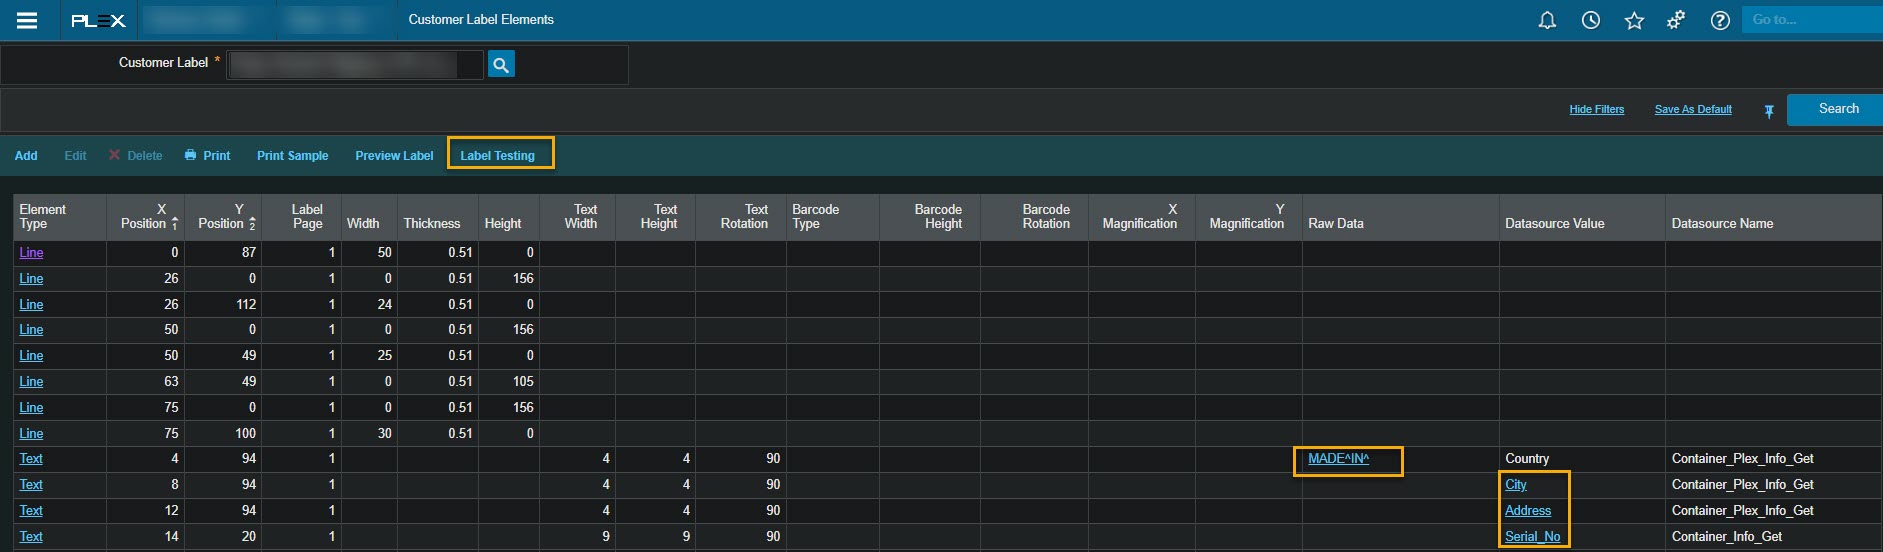 PLEX Customer Label Elements Go to...
Customer Label *
Hide Filters Save As Default Search
Add Edit Delete Print Print Sample Preview Label Label Testing
Element Type X Position 1 Y Position 2 Label Page Width Thickness Height Text Width Text Height Text Rotation Barcode Type Barcode Height Barcode Rotation X Magnification Y Magnification Raw Data Datasource Value Datasource Name
Line 0 87 1 50 0.51 0
Line 26 0 1 0 0.51 156
Line 26 112 1 24 0.51 0
Line 50 0 1 0 0.51 156
Line 50 49 1 25 0.51 0
Line 63 49 1 0 0.51 105
Line 75 0 1 0 0.51 156
Line 75 100 1 30 0.51 0
Text 4 94 1 4 4 90 MADE^IN^ Country Container_Plex_Info_Get
Text 8 94 1 4 4 90 City Container_Plex_Info_Get
Text 12 94 1 4 4 90 Address Container_Plex_Info_Get
Text 14 20 1 9 9 90 Serial_No Container_Info_Get